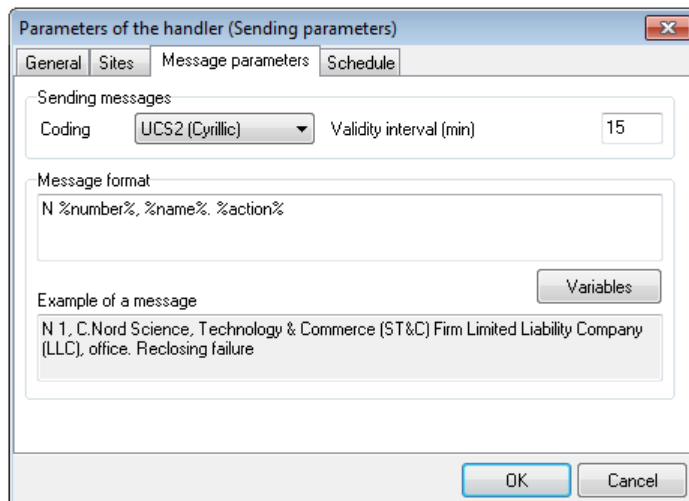 Parameters of the handler (Sending parameters)
General Sites Message parameters Schedule
Sending messages
Coding UCS2 (Cyrillic) Validity interval (min) 15
Message format
N %number%, %name%. %action%
Variables
Example of a message
N 1, C.Nord Science, Technology & Commerce (ST&C) Firm Limited Liability Company
(LLC), office. Reclosing failure
OK Cancel